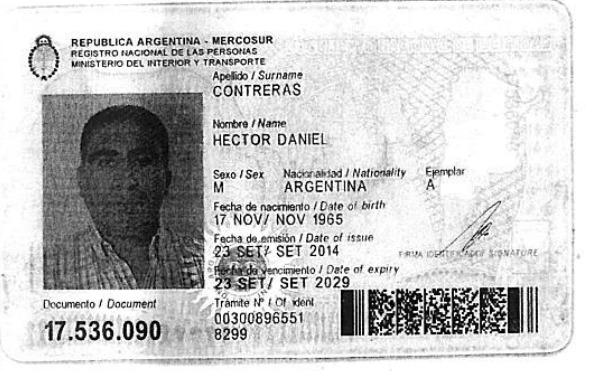 REPUBLICA ARGENTINA - MERCOSUR
REGISTRO NACIONAL DE LAS PERSONAS
MINISTERIO DEL INTERIOR Y TRANSPORTE
Apellido / Surname
CONTRERAS
Nombre / Name
HECTOR DANIEL
Sexo / Sex Nacionalidad / Nationality Ejemplar
M ARGENTINA A
Fecha de nacimiento / Date of birth
17 NOV/ NOV 1965
Fecha de emisión / Date of issue
23 SET/ SET 2014
FIRMA IDENTIFICADO / SIGNATURE
Fecha de vencimiento / Date of expiry
23 SET/ SET 2029
Documento / Document
17.536.090
Trámite Nº / Of. ident.
00300896551
8299